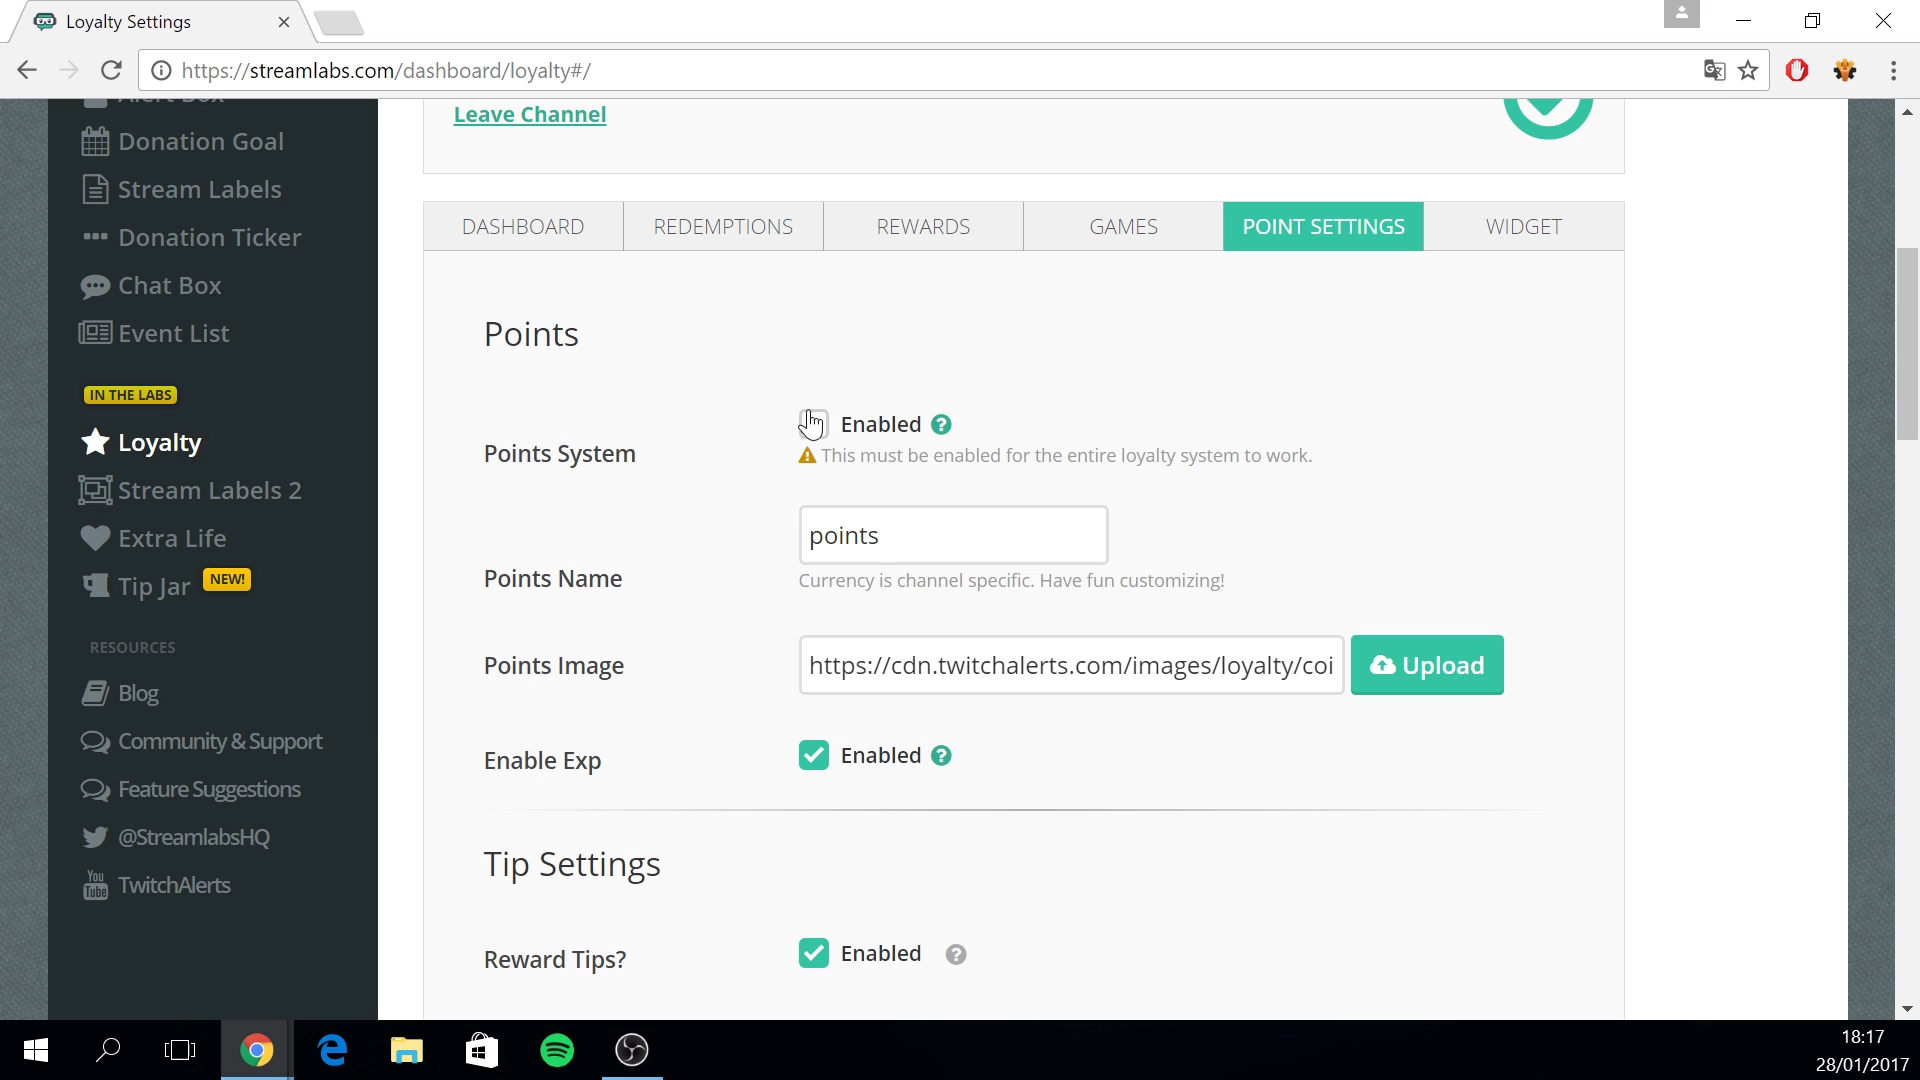 Loyalty Settings
https://streamlabs.com/dashboard/loyalty#/
Alert Box
Donation Goal
Stream Labels
Donation Ticker
Chat Box
Event List
IN THE LABS
Loyalty
Stream Labels 2
Extra Life
Tip Jar NEW!
RESOURCES
Blog
Community & Support
Feature Suggestions
@StreamlabsHQ
You Tube TwitchAlerts
Leave Channel
DASHBOARD REDEMPTIONS REWARDS GAMES POINT SETTINGS WIDGET
Points
Points System
Enabled ?
This must be enabled for the entire loyalty system to work.
points
Points Name
Currency is channel specific. Have fun customizing!
Points Image https://cdn.twitchalerts.com/images/loyalty/coi Upload
Enable Exp Enabled ?
Tip Settings
Reward Tips? Enabled ?
18:17
28/01/2017